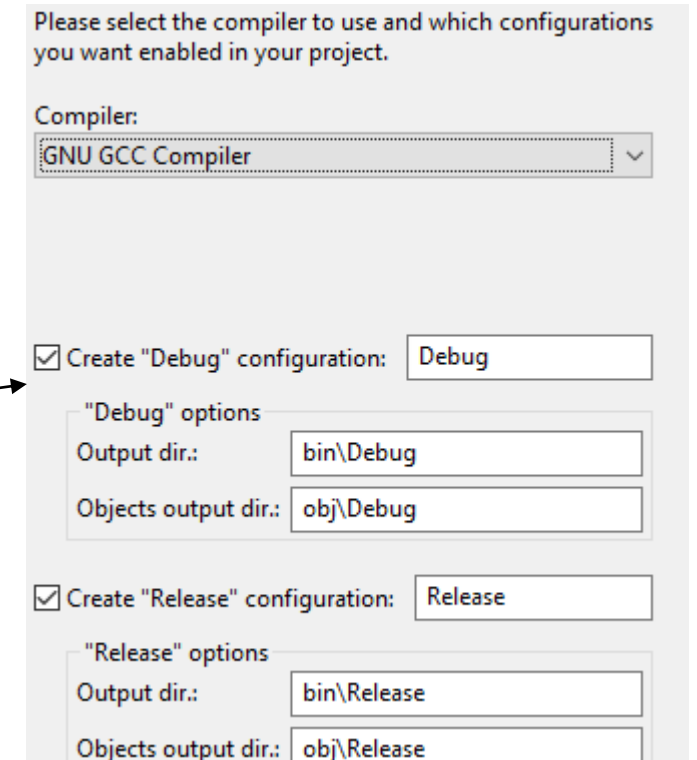 Please select the compiler to use and which configurations
you want enabled in your project.
Compiler:
GNU GCC Compiler
Create "Debug" configuration: Debug
"Debug" options
Output dir.: bin\Debug
Objects output dir.: obj\Debug
Create "Release" configuration: Release
"Release" options
Output dir.: bin\Release
Objects output dir.: obj\Release